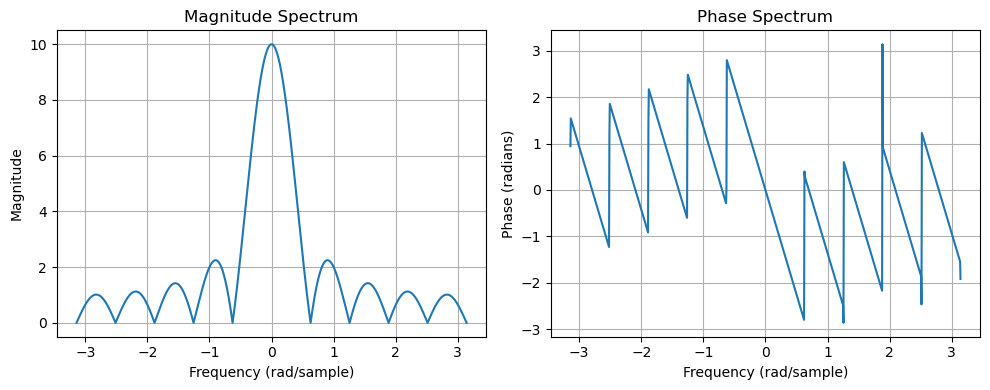 Magnitude Spectrum
10
8
6
4
2
0
Magnitude
−3 −2 −1 0 1 2 3
Frequency (rad/sample)
Phase Spectrum
3
2
1
0
−1
−2
−3
Phase (radians)
−3 −2 −1 0 1 2 3
Frequency (rad/sample)